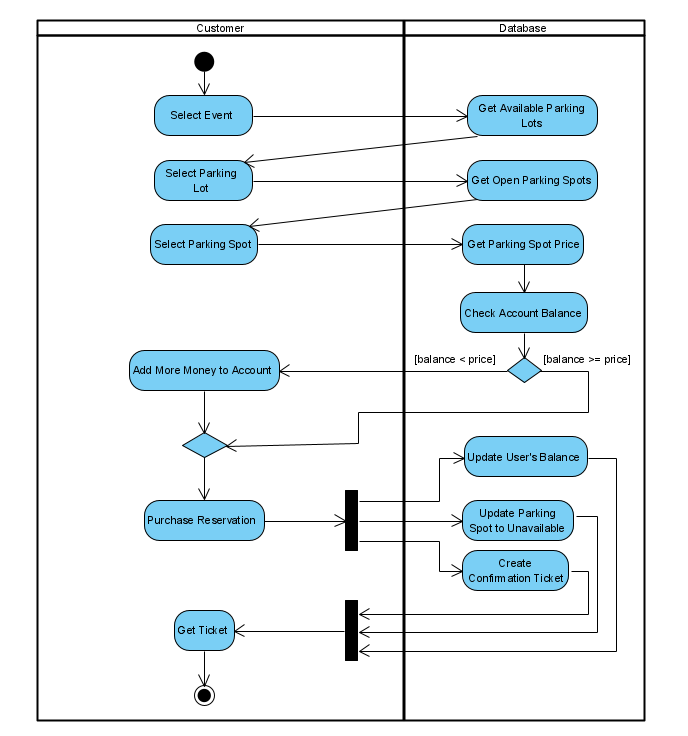 Customer
Database
Select Event
Get Available Parking
Lots
Select Parking
Lot
Get Open Parking Spots
Select Parking Spot
Get Parking Spot Price
Check Account Balance
[balance < price]
[balance >= price]
Add More Money to Account
Update User's Balance
Purchase Reservation
Update Parking
Spot to Unavailable
Create
Confirmation Ticket
Get Ticket